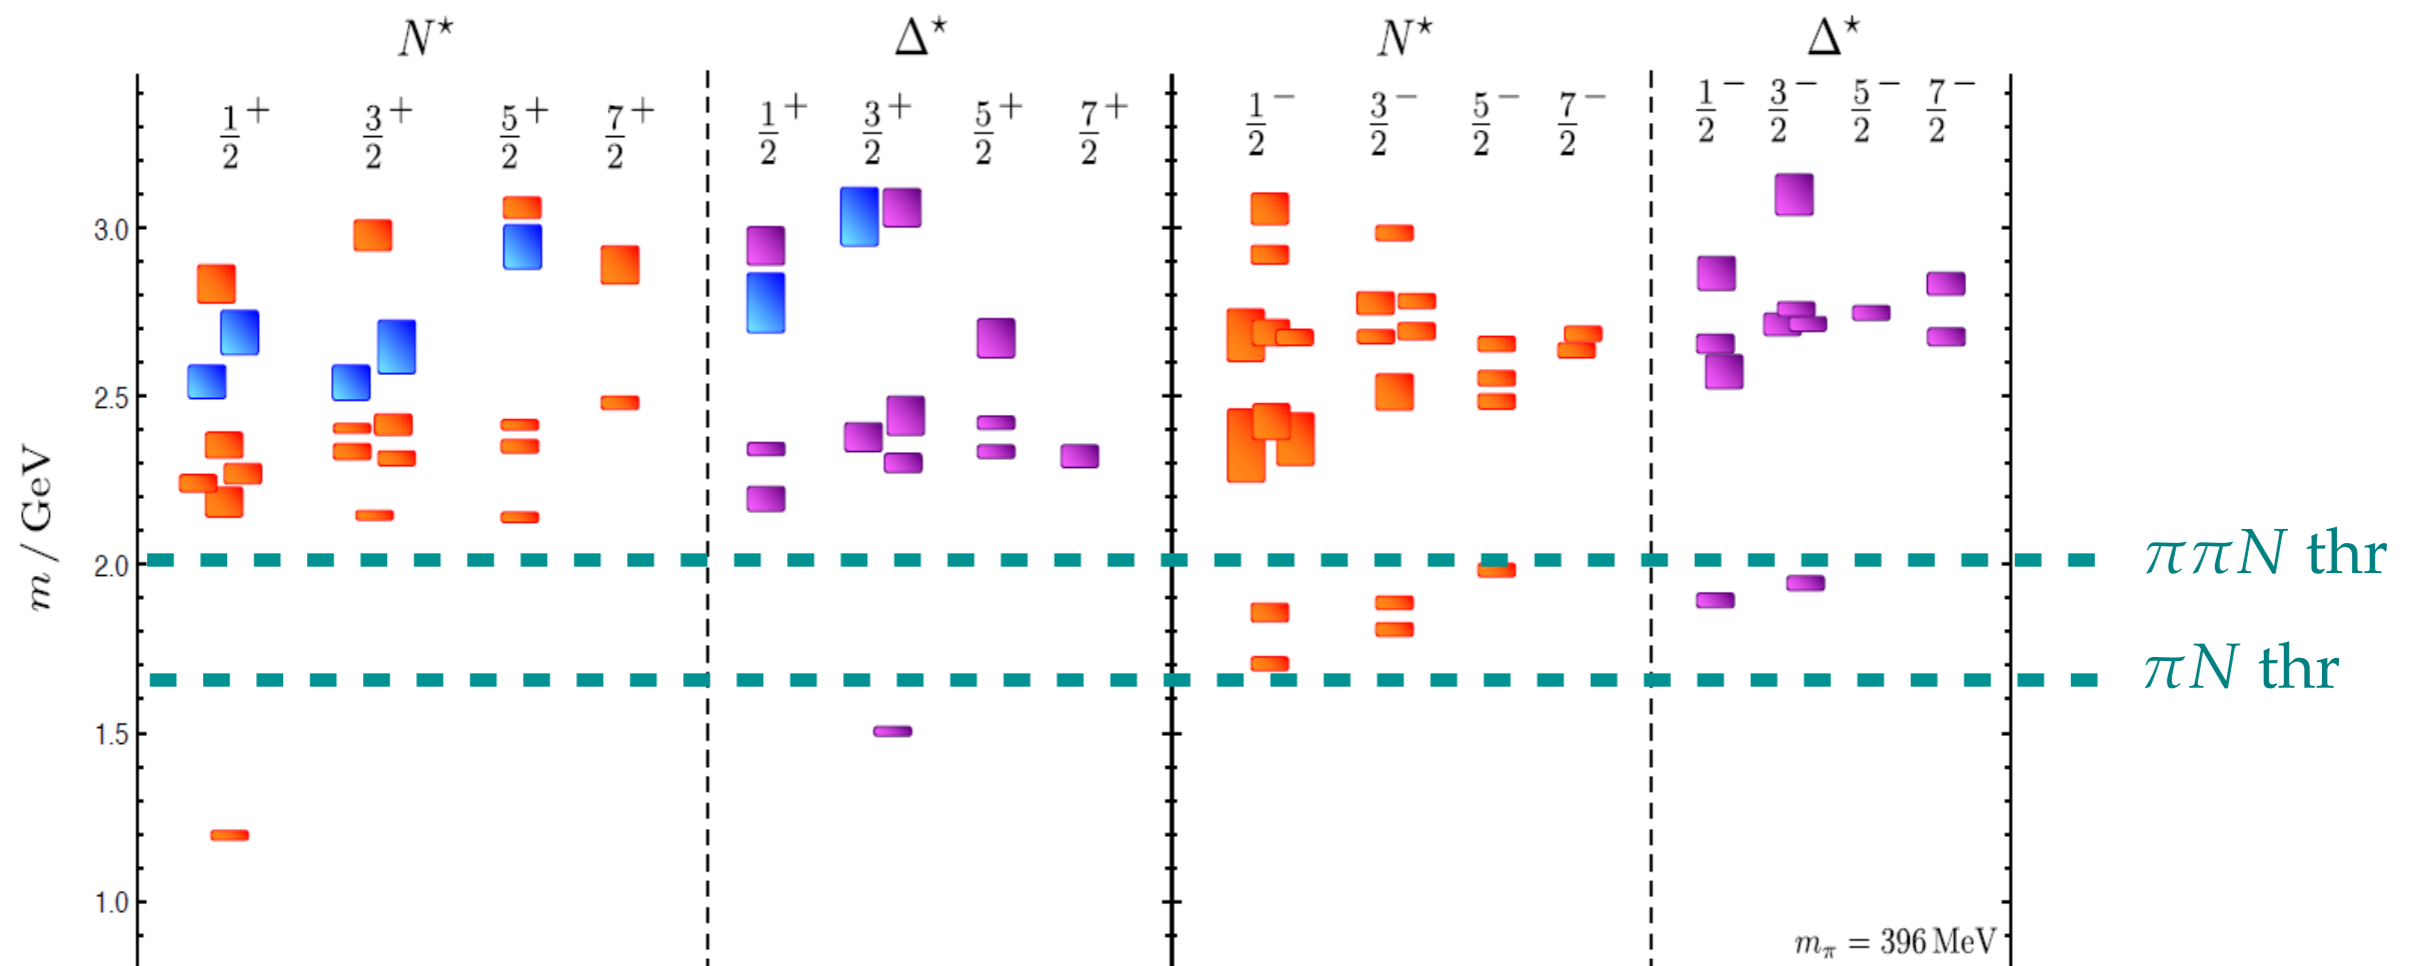 N⋆ Δ⋆ N⋆ Δ⋆
1/2+ 3/2+ 5/2+ 7/2+ 1/2+ 3/2+ 5/2+ 7/2+ 1/2− 3/2− 5/2− 7/2− 1/2− 3/2− 5/2− 7/2−
3.0
2.5
m / GeV
2.0
ππN thr
πN thr
1.5
1.0
mπ = 396 MeV